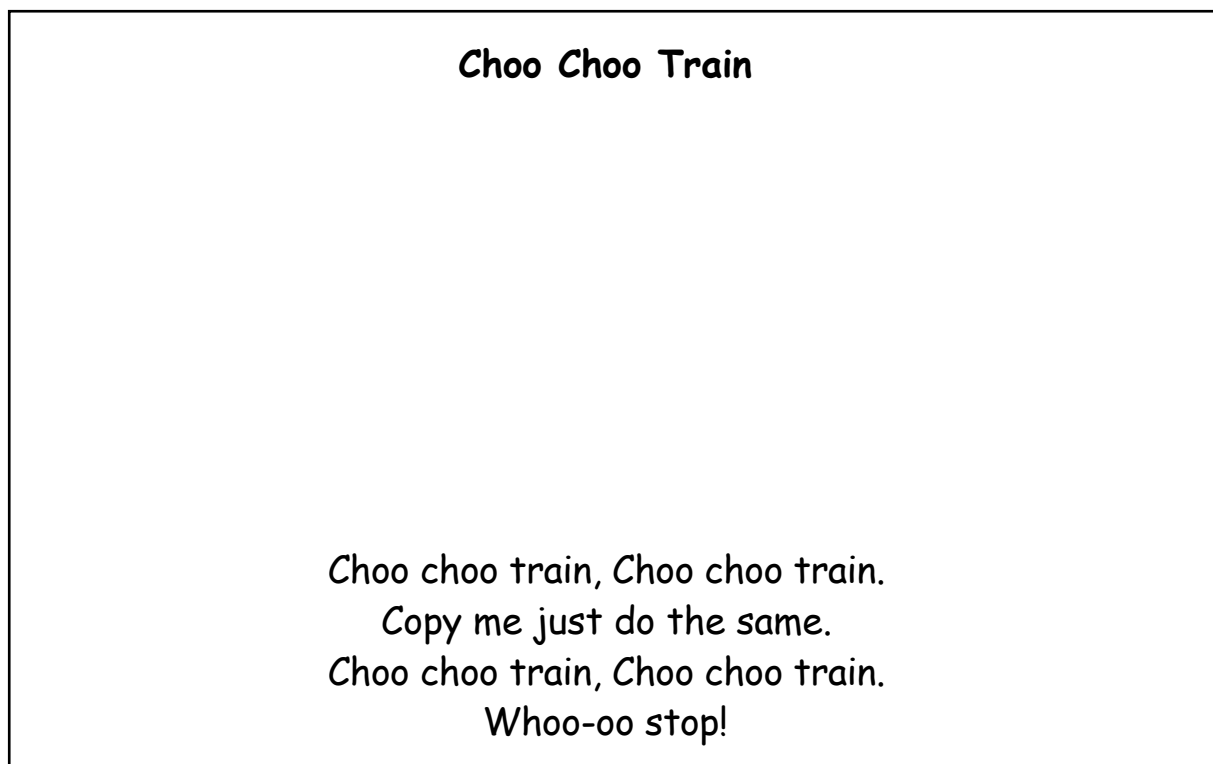 Choo Choo Train
Choo choo train, Choo choo train.
Copy me just do the same.
Choo choo train, Choo choo train.
Whoo-oo stop!